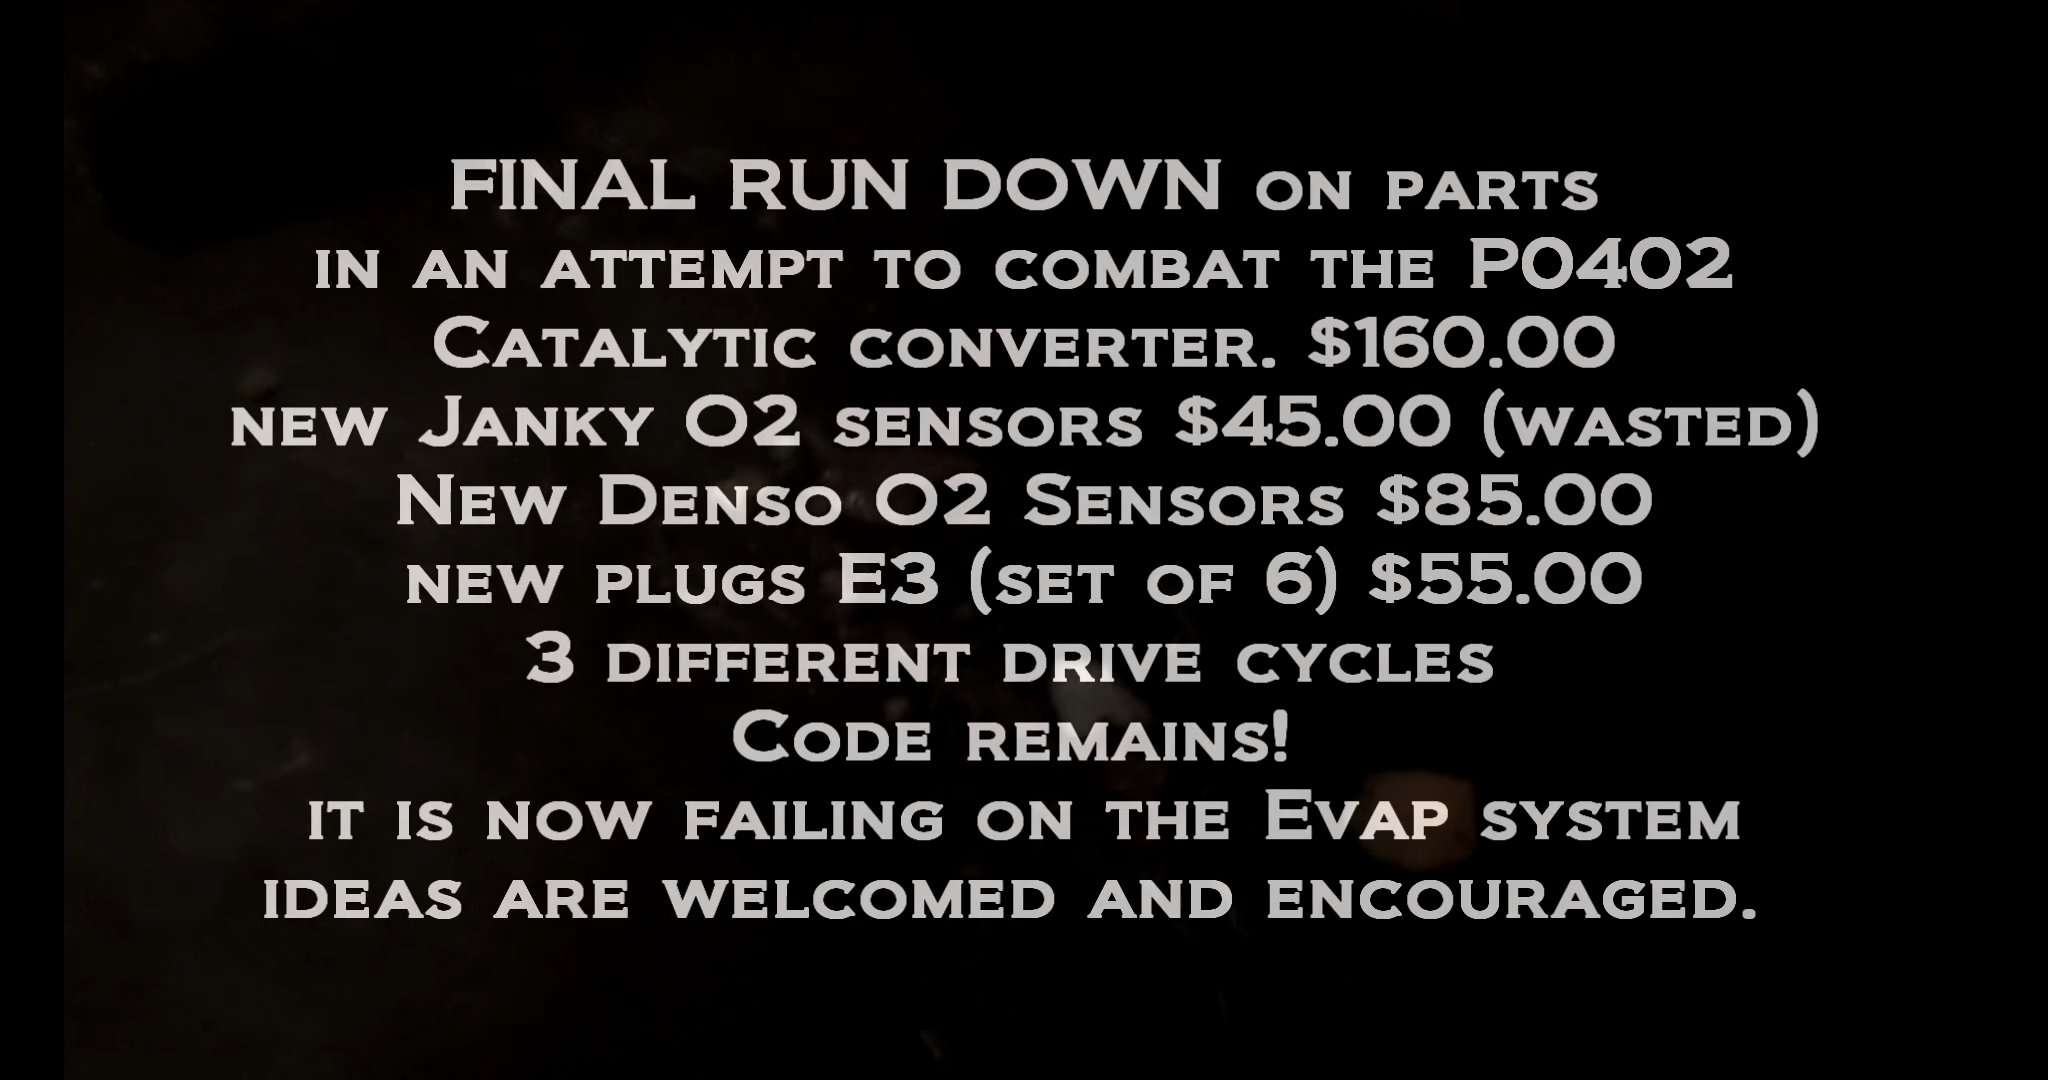 FINAL RUN DOWN ON PARTS
IN AN ATTEMPT TO COMBAT THE P0402
CATALYTIC CONVERTER. $160.00
NEW JANKY O2 SENSORS $45.00 (WASTED)
NEW DENSO O2 SENSORS $85.00
NEW PLUGS E3 (SET OF 6) $55.00
3 DIFFERENT DRIVE CYCLES
CODE REMAINS!
IT IS NOW FAILING ON THE EVAP SYSTEM
IDEAS ARE WELCOMED AND ENCOURAGED.